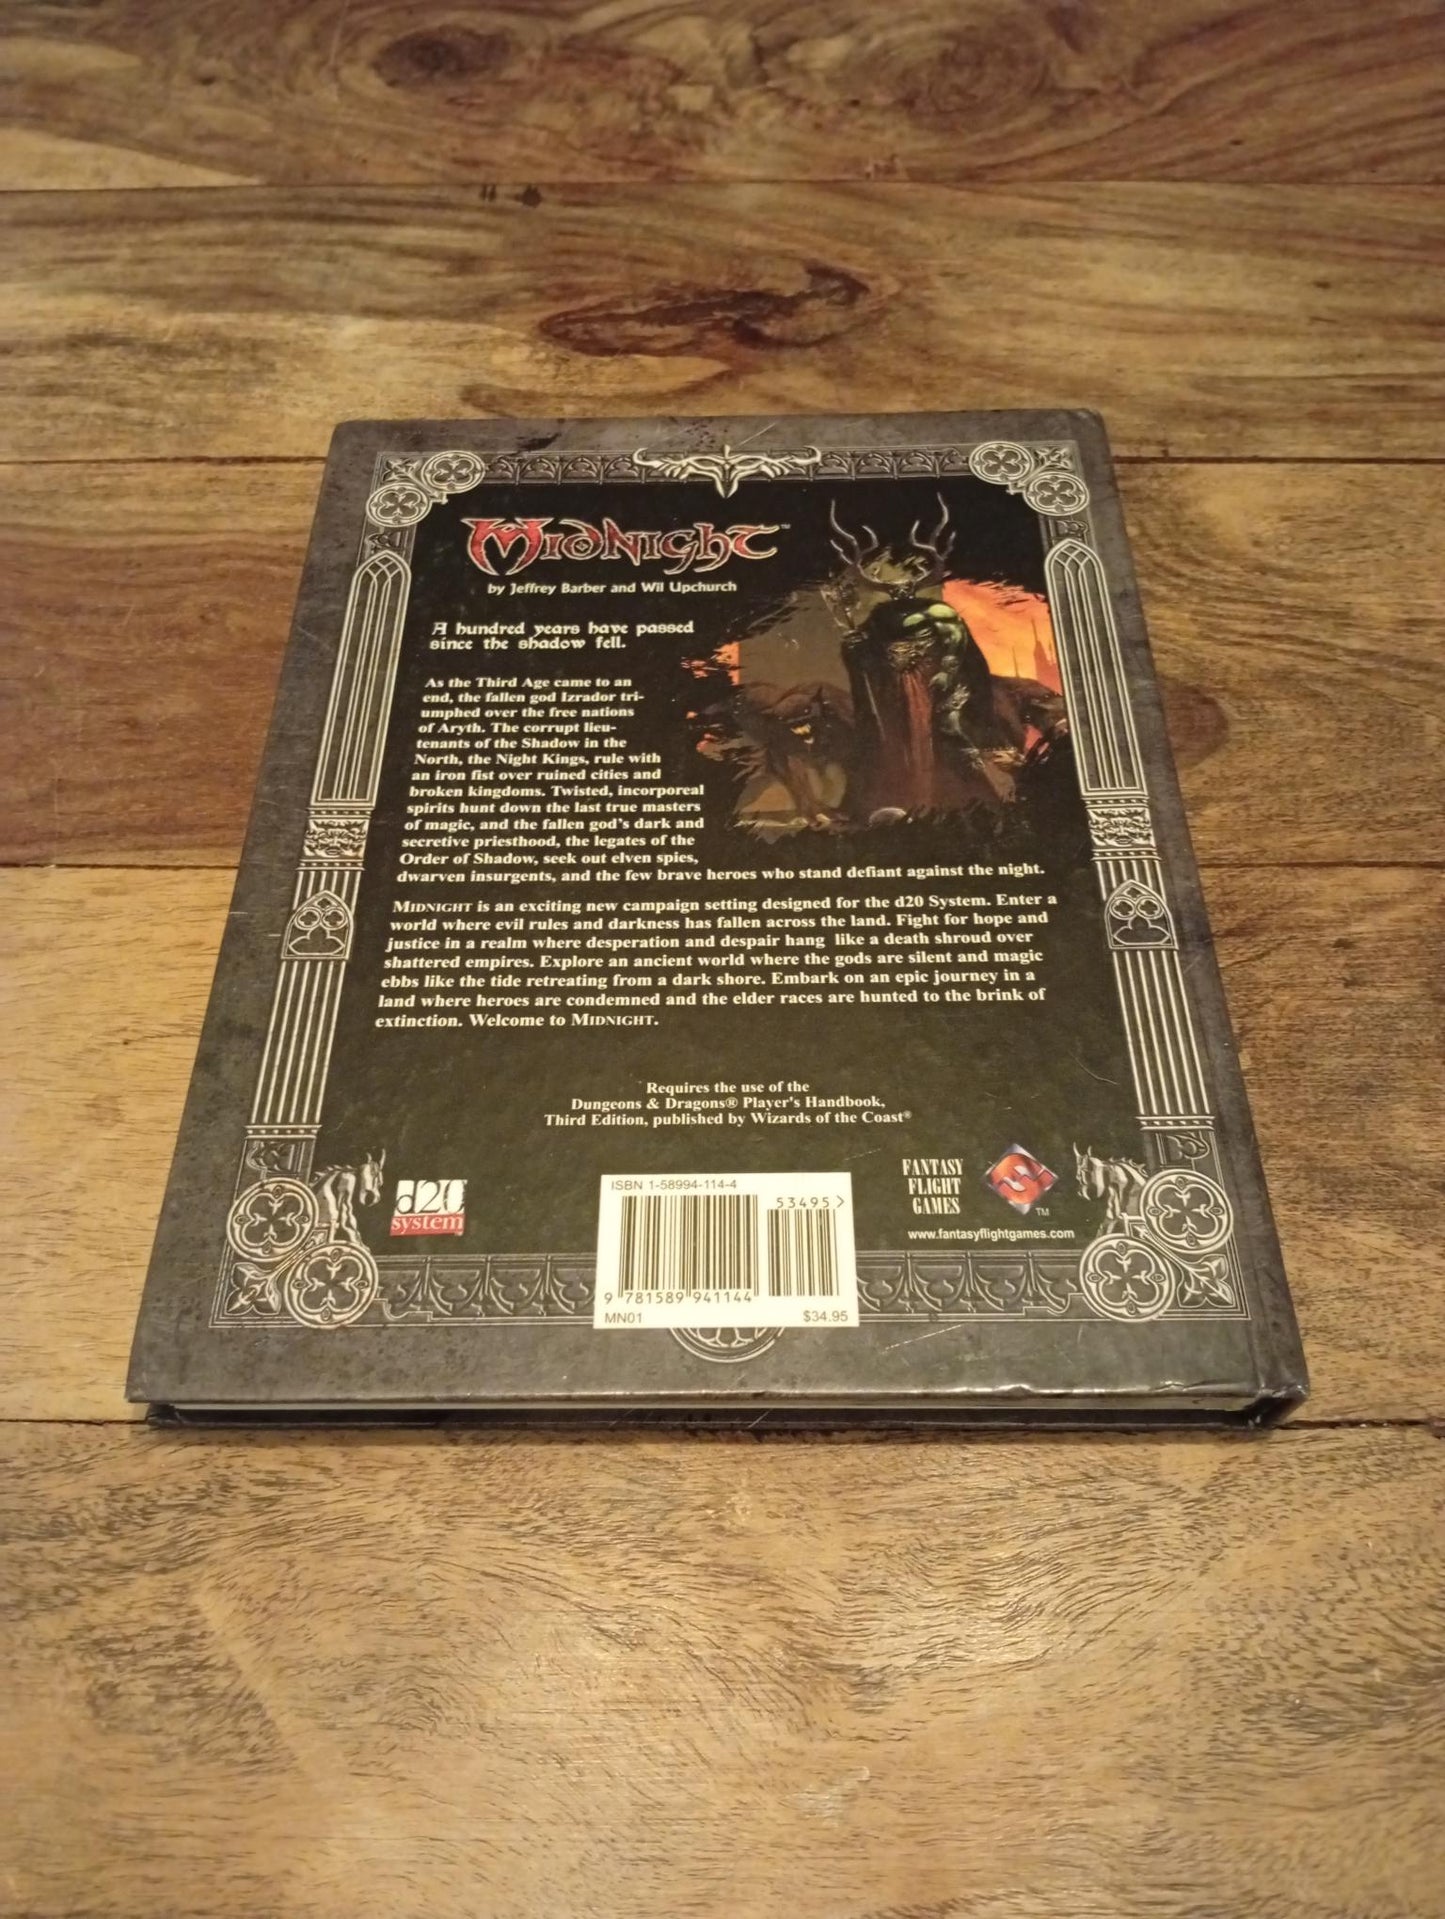 MIDNIGHT™
by Jeffrey Barber and Wil Upchurch
A hundred years have passed
since the shadow fell.
As the Third Age came to an
end, the fallen god Izrador tri-
umphed over the free nations
of Aryth. The corrupt lieu-
tenants of the Shadow in the
North, the Night Kings, rule with
an iron fist over ruined cities and
broken kingdoms. Twisted, incorporeal
spirits hunt down the last true masters
of magic, and the fallen god's dark and
secretive priesthood, the legates of the
Order of Shadow, seek out elven spies,
dwarven insurgents, and the few brave heroes who stand defiant against the night.
MIDNIGHT is an exciting new campaign setting designed for the d20 System. Enter a
world where evil rules and darkness has fallen across the land. Fight for hope and
justice in a realm where desperation and despair hang like a death shroud over
shattered empires. Explore an ancient world where the gods are silent and magic
ebbs like the tide retreating from a dark shore. Embark on an epic journey in a
land where heroes are condemned and the elder races are hunted to the brink of
extinction. Welcome to MIDNIGHT.
Requires the use of the
Dungeons & Dragons® Player's Handbook,
Third Edition, published by Wizards of the Coast®
d20
system
ISBN 1-58994-114-4
53495>
9 781589 941144
MN01 $34.95
FANTASY
FLIGHT
GAMES
™
www.fantasyflightgames.com